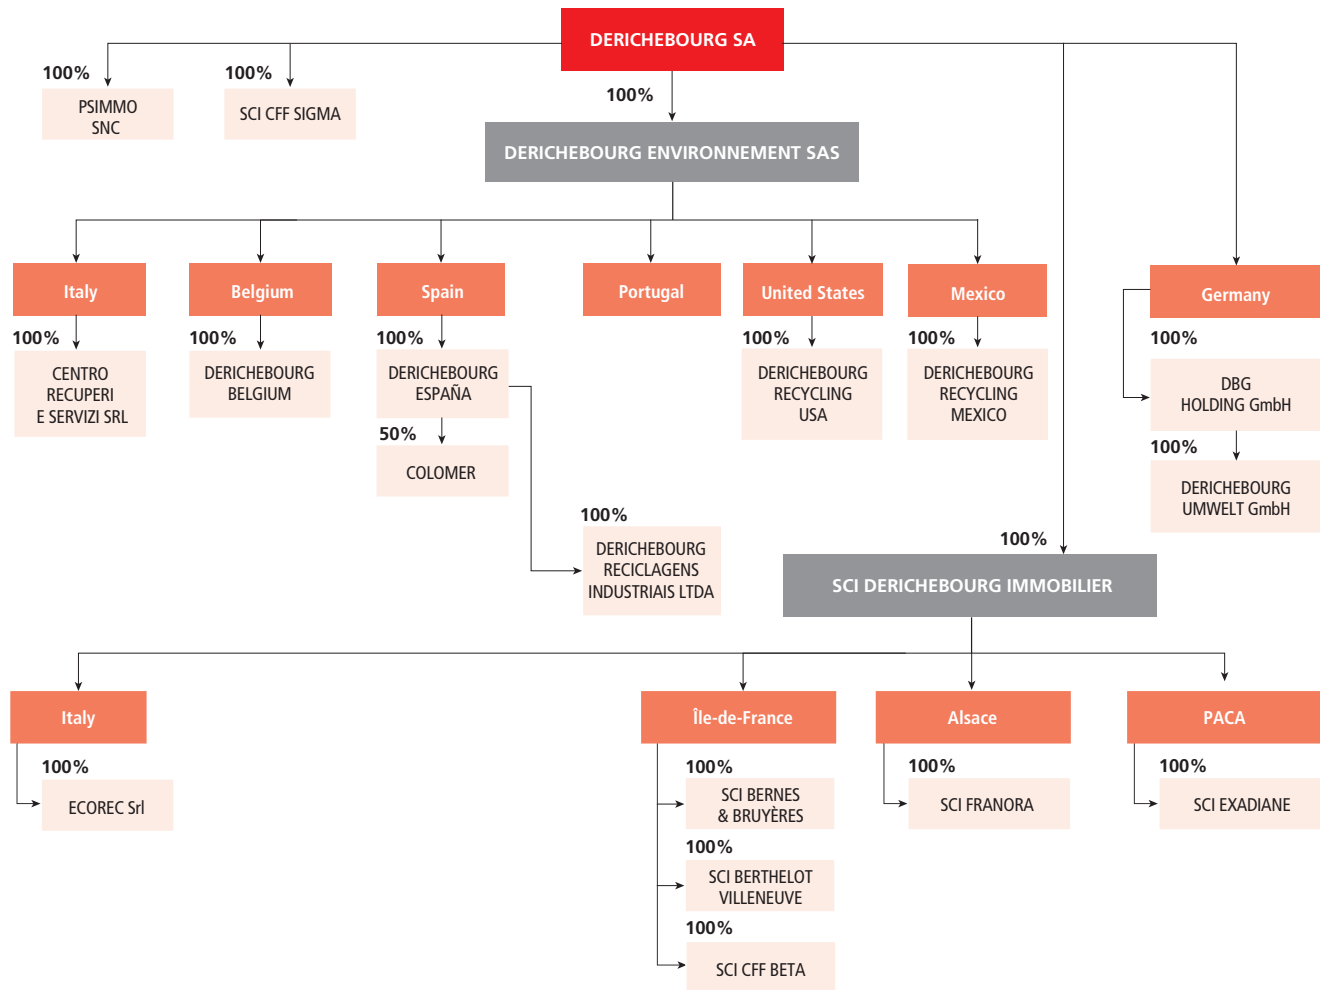 DERICHEBOURG SA
100%
PSIMMO
SNC
100%
SCI CFF SIGMA
100%
DERICHEBOURG ENVIRONNEMENT SAS
Italy
100%
CENTRO
RECUPERI
E SERVIZI SRL
Belgium
100%
DERICHEBOURG
BELGIUM
Spain
100%
DERICHEBOURG
ESPAÑA
50%
COLOMER
Portugal
100%
DERICHEBOURG
RECICLAGENS
INDUSTRIAIS LTDA
United States
100%
DERICHEBOURG
RECYCLING
USA
Mexico
100%
DERICHEBOURG
RECYCLING
MEXICO
Germany
100%
DBG
HOLDING GmbH
100%
DERICHEBOURG
UMWELT GmbH
100%
SCI DERICHEBOURG IMMOBILIER
Italy
100%
ECOREC Srl
Île-de-France
100%
SCI BERNES
& BRUYÈRES
100%
SCI BERTHELOT
VILLENEUVE
100%
SCI CFF BETA
Alsace
100%
SCI FRANORA
PACA
100%
SCI EXADIANE